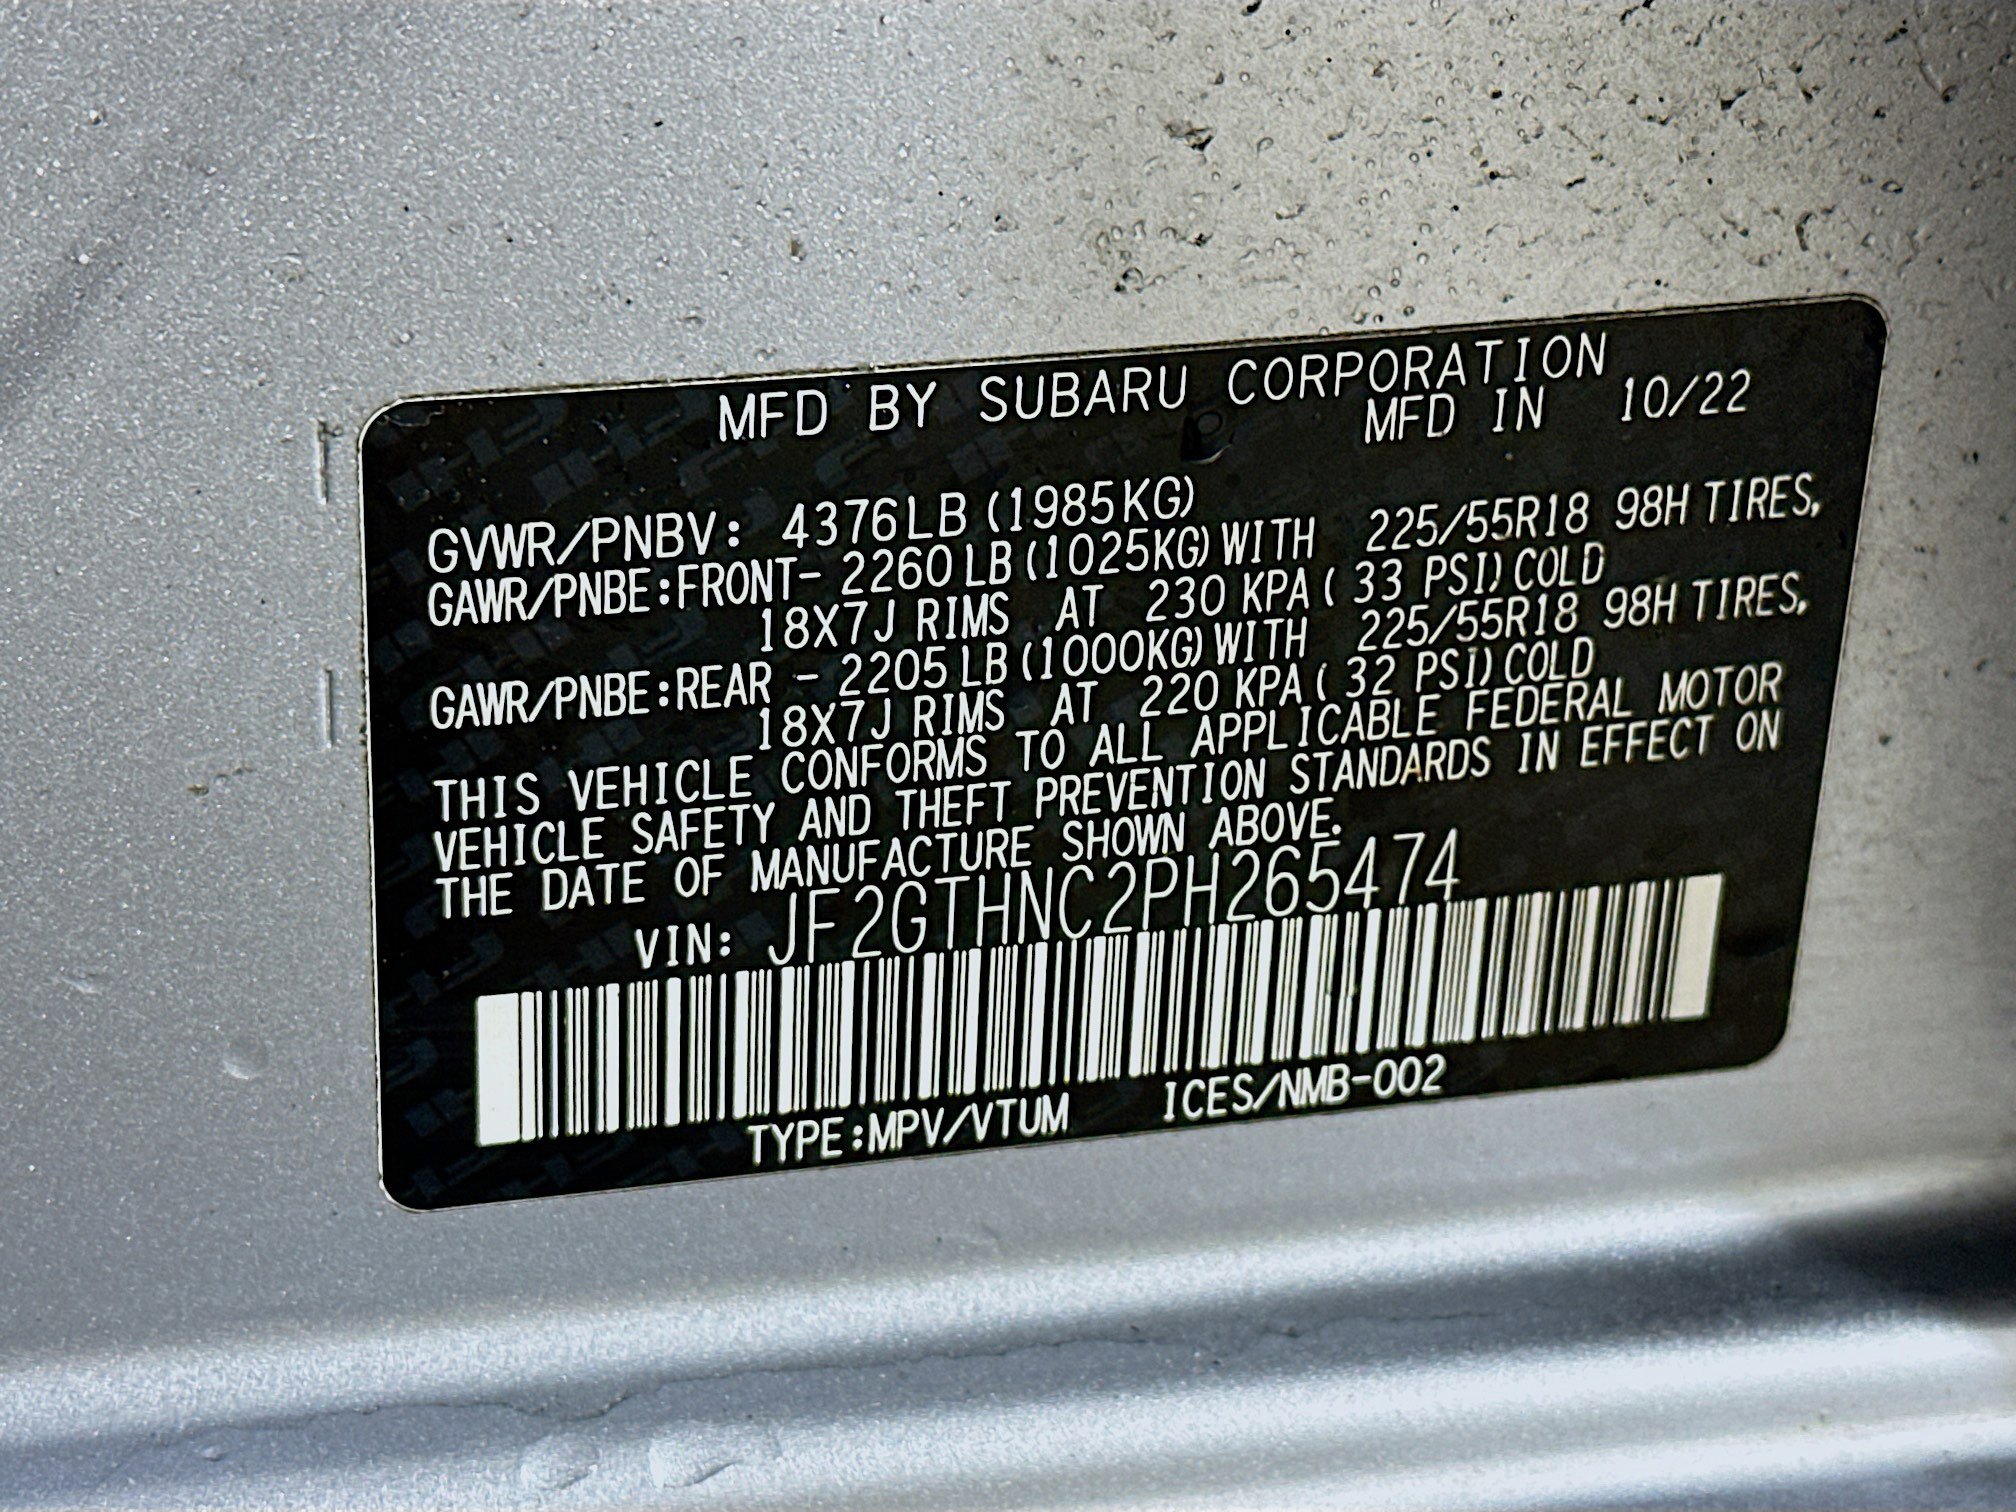 MFD BY SUBARU CORPORATION
MFD IN 10/22
GVWR/PNBV: 4376LB (1985KG)
GAWR/PNBE:FRONT- 2260 LB (1025KG) WITH 225/55R18 98H TIRES,
18X7J RIMS AT 230 KPA ( 33 PSI) COLD
GAWR/PNBE:REAR - 2205 LB (1000KG) WITH 225/55R18 98H TIRES,
18X7J RIMS AT 220 KPA ( 32 PSI) COLD
THIS VEHICLE CONFORMS TO ALL APPLICABLE FEDERAL MOTOR
VEHICLE SAFETY AND THEFT PREVENTION STANDARDS IN EFFECT ON
THE DATE OF MANUFACTURE SHOWN ABOVE.
VIN: JF2GTHNC2PH265474
TYPE:MPV/VTUM ICES/NMB-002